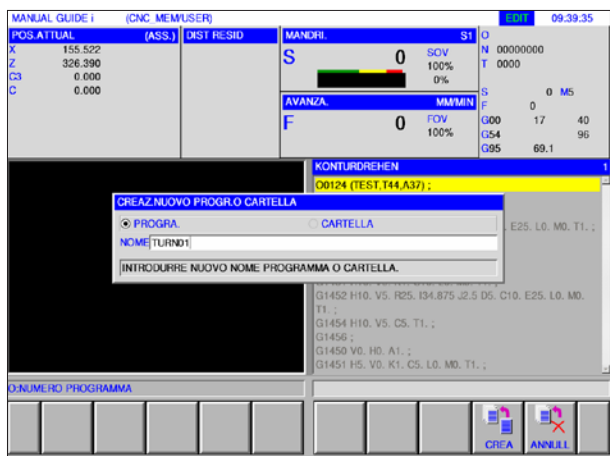 MANUAL GUIDE i (CNC_MEM/USER) EDIT 09:39:35
POS.ATTUAL (ASS.) DIST RESID MANDRI. S1 O
X 155.522 S 0 SOV 100% N 00000000
Z 326.390 0% T 0000
C3 0.000
C 0.000 S 0 M5
AVANZA. MM/MIN F 0
F 0 FOV 100% G00 17 40
G54 96
G95 69.1
KONTURDREHEN 1
O0124 (TEST,T44,A37) ;
CREAZ.NUOVO PROGR.O CARTELLA
PROGRA. CARTELLA
E25. L0. M0. T1. ;
NOME TURN01
INTRODURRE NUOVO NOME PROGRAMMA O CARTELLA.
G1452 H10. V5. R25. I34.875 J2.5 D5. C10. E25. L0. M0.
T1. ;
G1454 H10. V5. C5. T1. ;
G1456 ;
G1450 V0. H0. A1. ;
G1451 H5. V0. K1. C5. L0. M0. T1. ;
O:NUMERO PROGRAMMA
CREA ANNULL